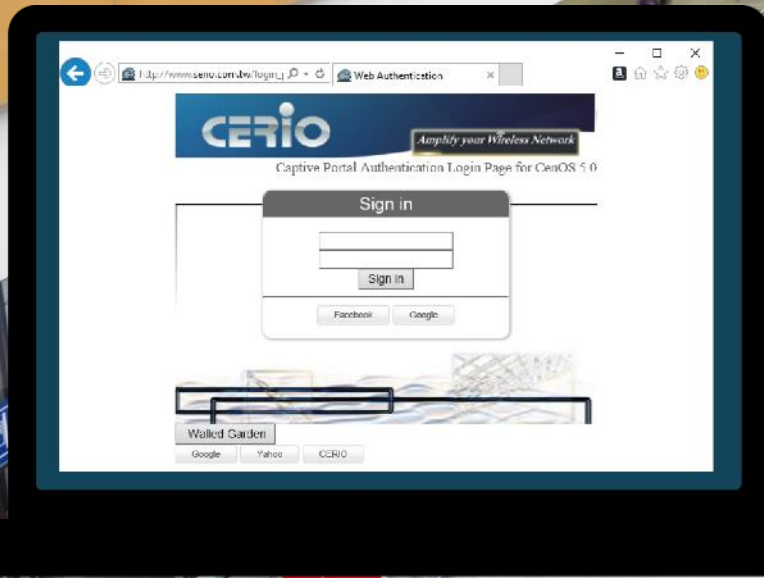 Web Authentication
CERIO
Amplify your Wireless Network
Captive Portal Authentication Login Page for CenOS 5.0
Sign in
Sign in
Facebook Google
Walled Garden
Google Yahoo CERIO